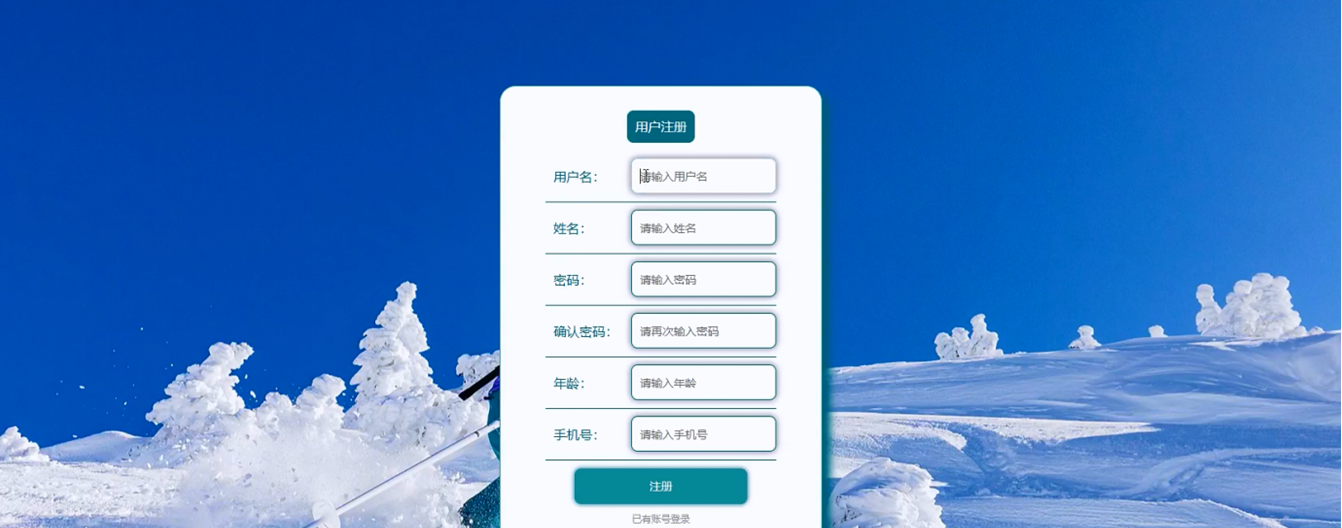 用户注册
用户名： 请输入用户名
姓名： 请输入姓名
密码： 请输入密码
确认密码： 请再次输入密码
年龄： 请输入年龄
手机号： 请输入手机号
注册
已有账号登录